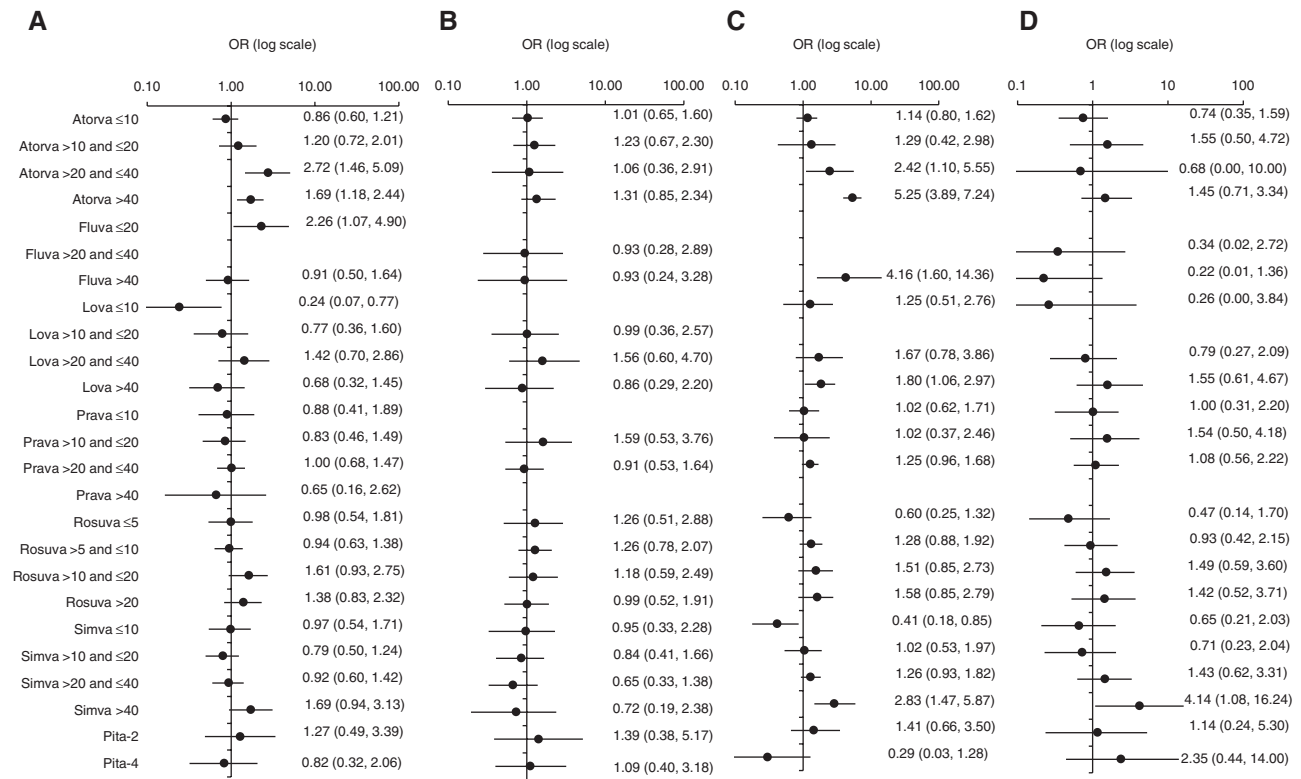 A B C D
OR (log scale) OR (log scale) OR (log scale) OR (log scale)
0.10 1.00 10.00 100.00 0.10 1.00 10.00 100.00 0.10 1.00 10.00 100.00 0.1 1 10 100
Atorva ≤10 0.86 (0.60, 1.21) 1.01 (0.65, 1.60) 1.14 (0.80, 1.62) 0.74 (0.35, 1.59)
Atorva >10 and ≤20 1.20 (0.72, 2.01) 1.23 (0.67, 2.30) 1.29 (0.42, 2.98) 1.55 (0.50, 4.72)
Atorva >20 and ≤40 2.72 (1.46, 5.09) 1.06 (0.36, 2.91) 2.42 (1.10, 5.55) 0.68 (0.00, 10.00)
Atorva >40 1.69 (1.18, 2.44) 1.31 (0.85, 2.34) 5.25 (3.89, 7.24) 1.45 (0.71, 3.34)
Fluva ≤20 2.26 (1.07, 4.90)
Fluva >20 and ≤40 0.93 (0.28, 2.89) 0.34 (0.02, 2.72)
Fluva >40 0.91 (0.50, 1.64) 0.93 (0.24, 3.28) 4.16 (1.60, 14.36) 0.22 (0.01, 1.36)
Lova ≤10 0.24 (0.07, 0.77) 1.25 (0.51, 2.76) 0.26 (0.00, 3.84)
Lova >10 and ≤20 0.77 (0.36, 1.60) 0.99 (0.36, 2.57)
Lova >20 and ≤40 1.42 (0.70, 2.86) 1.56 (0.60, 4.70) 1.67 (0.78, 3.86) 0.79 (0.27, 2.09)
Lova >40 0.68 (0.32, 1.45) 0.86 (0.29, 2.20) 1.80 (1.06, 2.97) 1.55 (0.61, 4.67)
Prava ≤10 0.88 (0.41, 1.89) 1.02 (0.62, 1.71) 1.00 (0.31, 2.20)
Prava >10 and ≤20 0.83 (0.46, 1.49) 1.59 (0.53, 3.76) 1.02 (0.37, 2.46) 1.54 (0.50, 4.18)
Prava >20 and ≤40 1.00 (0.68, 1.47) 0.91 (0.53, 1.64) 1.25 (0.96, 1.68) 1.08 (0.56, 2.22)
Prava >40 0.65 (0.16, 2.62)
Rosuva ≤5 0.98 (0.54, 1.81) 1.26 (0.51, 2.88) 0.60 (0.25, 1.32) 0.47 (0.14, 1.70)
Rosuva >5 and ≤10 0.94 (0.63, 1.38) 1.26 (0.78, 2.07) 1.28 (0.88, 1.92) 0.93 (0.42, 2.15)
Rosuva >10 and ≤20 1.61 (0.93, 2.75) 1.18 (0.59, 2.49) 1.51 (0.85, 2.73) 1.49 (0.59, 3.60)
Rosuva >20 1.38 (0.83, 2.32) 0.99 (0.52, 1.91) 1.58 (0.85, 2.79) 1.42 (0.52, 3.71)
Simva ≤10 0.97 (0.54, 1.71) 0.95 (0.33, 2.28) 0.41 (0.18, 0.85) 0.65 (0.21, 2.03)
Simva >10 and ≤20 0.79 (0.50, 1.24) 0.84 (0.41, 1.66) 1.02 (0.53, 1.97) 0.71 (0.23, 2.04)
Simva >20 and ≤40 0.92 (0.60, 1.42) 0.65 (0.33, 1.38) 1.26 (0.93, 1.82) 1.43 (0.62, 3.31)
Simva >40 1.69 (0.94, 3.13) 0.72 (0.19, 2.38) 2.83 (1.47, 5.87) 4.14 (1.08, 16.24)
Pita-2 1.27 (0.49, 3.39) 1.39 (0.38, 5.17) 1.41 (0.66, 3.50) 1.14 (0.24, 5.30)
Pita-4 0.82 (0.32, 2.06) 1.09 (0.40, 3.18) 0.29 (0.03, 1.28) 2.35 (0.44, 14.00)